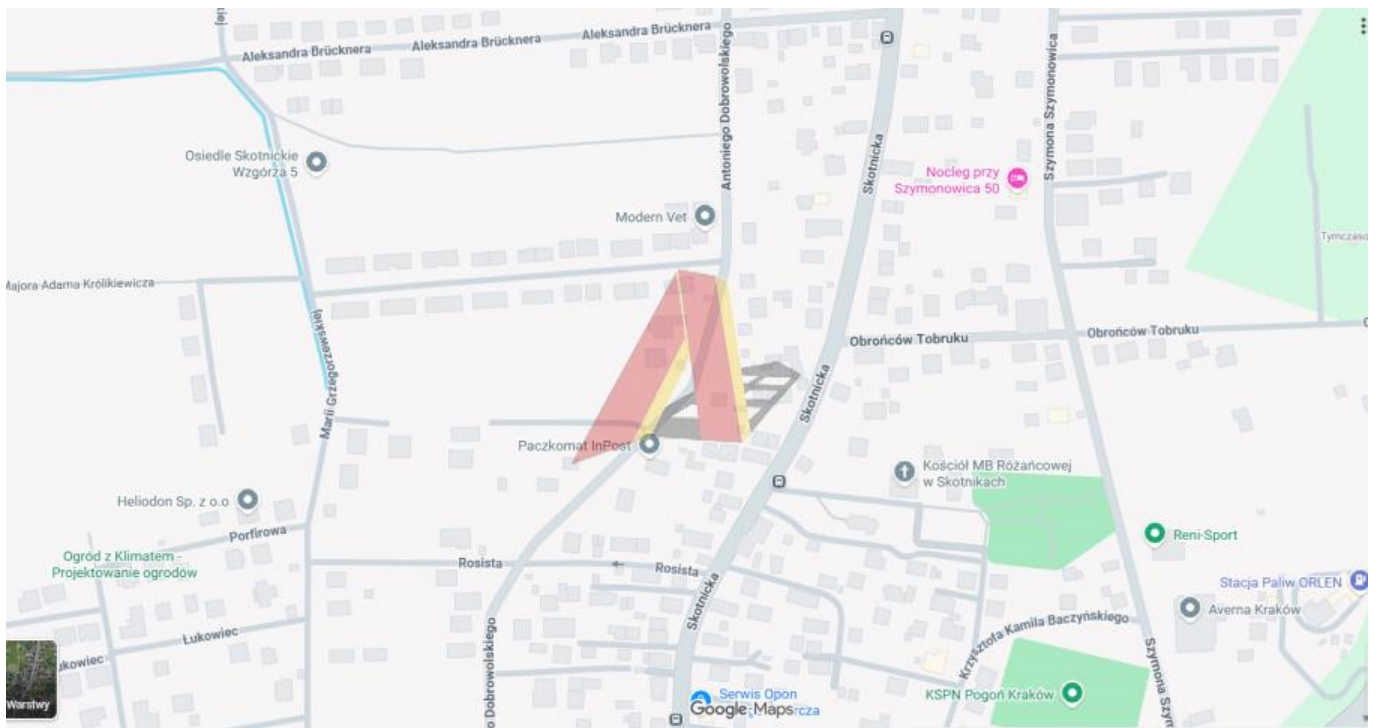 Aleksandra Brücknera
Aleksandra Brücknera
Aleksandra Brücknera
Antoniego Dobrowolskiego
Skotnicka
Szymona Szymonowica
Osiedle Skotnickie
Wzgórza 5
Nocleg przy
Szymonowica 50
Modern Vet
Majora Adama Królikiewicza
Marii Grzegorzewskiej
Obrońców Tobruku
Obrońców Tobruku
Skotnicka
Paczkomat InPost
Kościół MB Różańcowej
w Skotnikach
Heliodon Sp. z o.o
Porfirowa
Reni-Sport
Ogród z Klimatem -
Projektowanie ogrodów
Rosista
←
Rosista
Skotnicka
Stacja Paliw ORLEN
Averna Kraków
Łukowiec
Krzysztofa Kamila Baczyńskiego
Warstwy
KSPN Pogoń Kraków
Serwis Opon
Google Maps